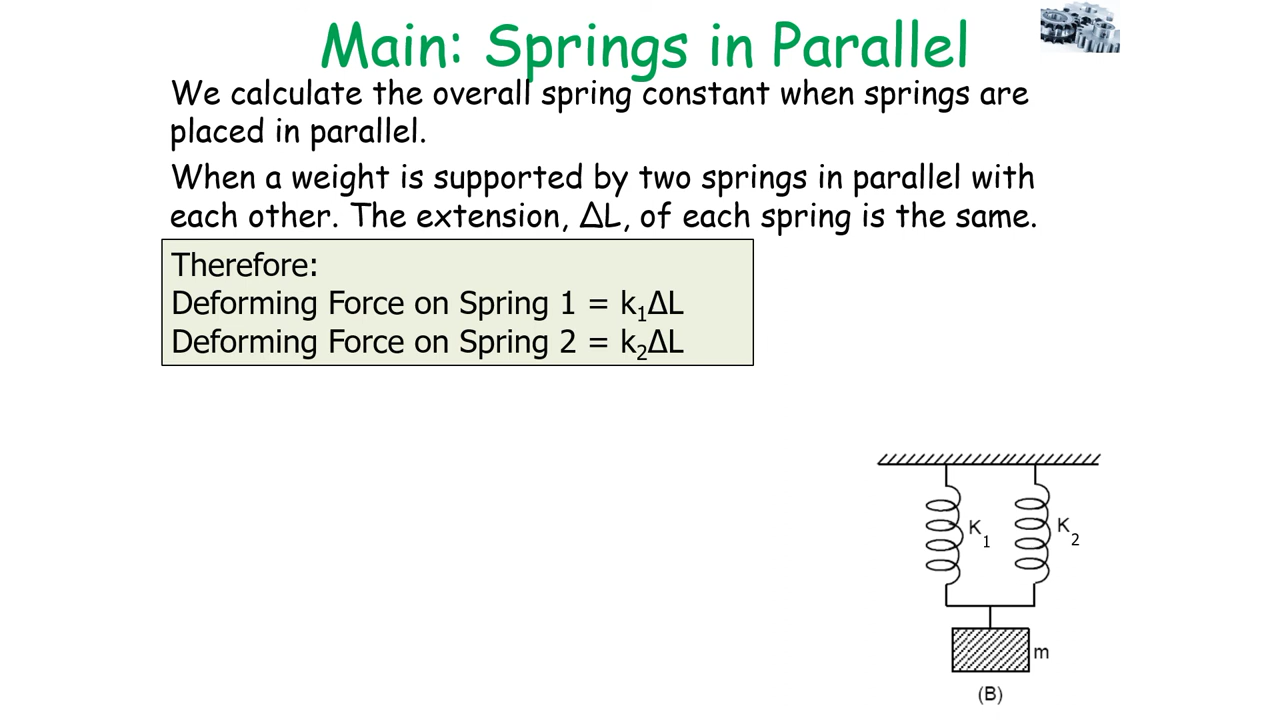 Main: Springs in Parallel
We calculate the overall spring constant when springs are
placed in parallel.
When a weight is supported by two springs in parallel with
each other. The extension, ΔL, of each spring is the same.
Therefore:
Deforming Force on Spring 1 = k₁ΔL
Deforming Force on Spring 2 = k₂ΔL
K₁ K₂
m
(B)